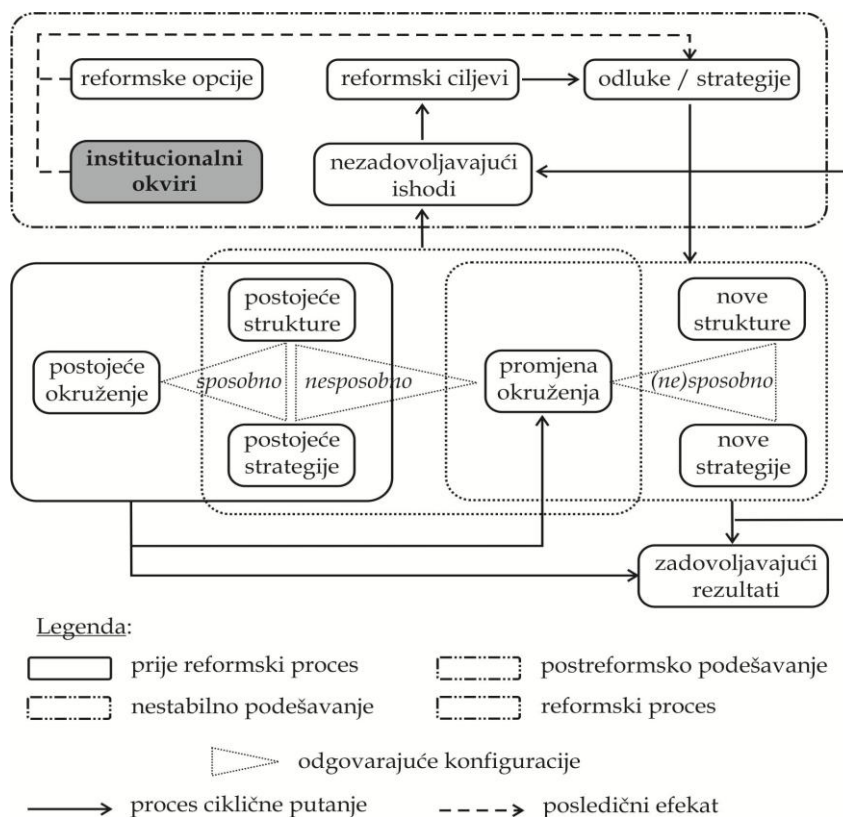 reformske opcije
reformski ciljevi
odluke / strategije
institucionalni
okviri
nezadovoljavajući
ishodi
postojeće
strukture
nove
strukture
postojeće
okruženje
sposobno
nesposobno
promjena
okruženja
(ne)sposobno
postojeće
strategije
nove
strategije
zadovoljavajući
rezultati
Legenda:
prije reformski proces
postreformsko podešavanje
nestabilno podešavanje
reformski proces
odgovarajuće konfiguracije
proces ciklične putanje
posledični efekat